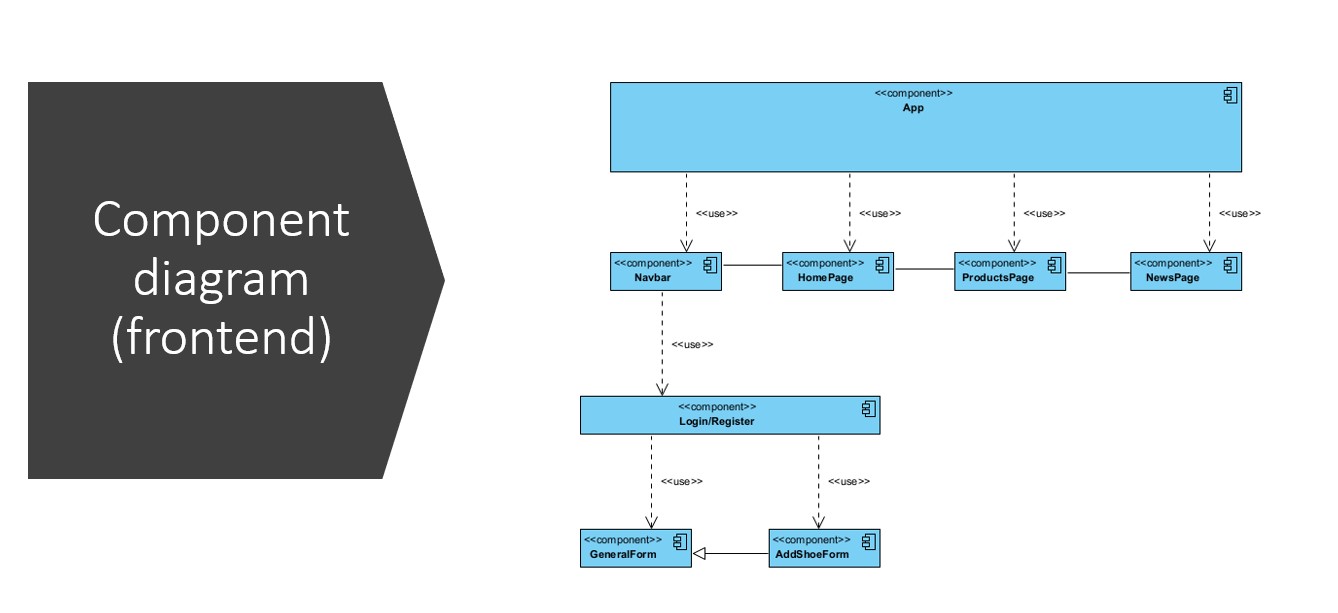 Component
diagram
(frontend)
<<component>>
App
<<use>>
<<use>>
<<use>>
<<use>>
<<component>>
Navbar
<<component>>
HomePage
<<component>>
ProductsPage
<<component>>
NewsPage
<<use>>
<<component>>
Login/Register
<<use>>
<<use>>
<<component>>
GeneralForm
<<component>>
AddShoeForm